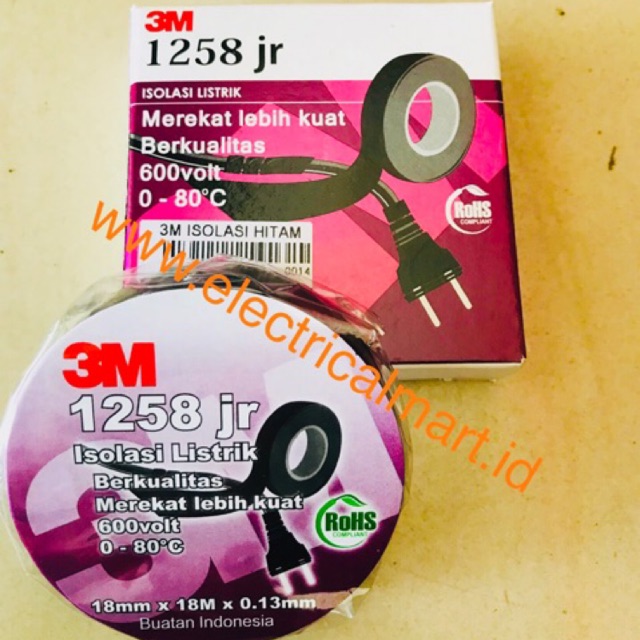 3M
1258 jr
ISOLASI LISTRIK
Merekat lebih kuat
Berkualitas
600volt
0 - 80°C
RoHS
COMPLIANT
3M ISOLASI HITAM
0014
www.electricalmart.id
3M
1258 jr
Isolasi Listrik
Berkualitas
Merekat lebih kuat
600volt
0 - 80°C
RoHS
COMPLIANT
18mm x 18M x 0.13mm
Buatan Indonesia